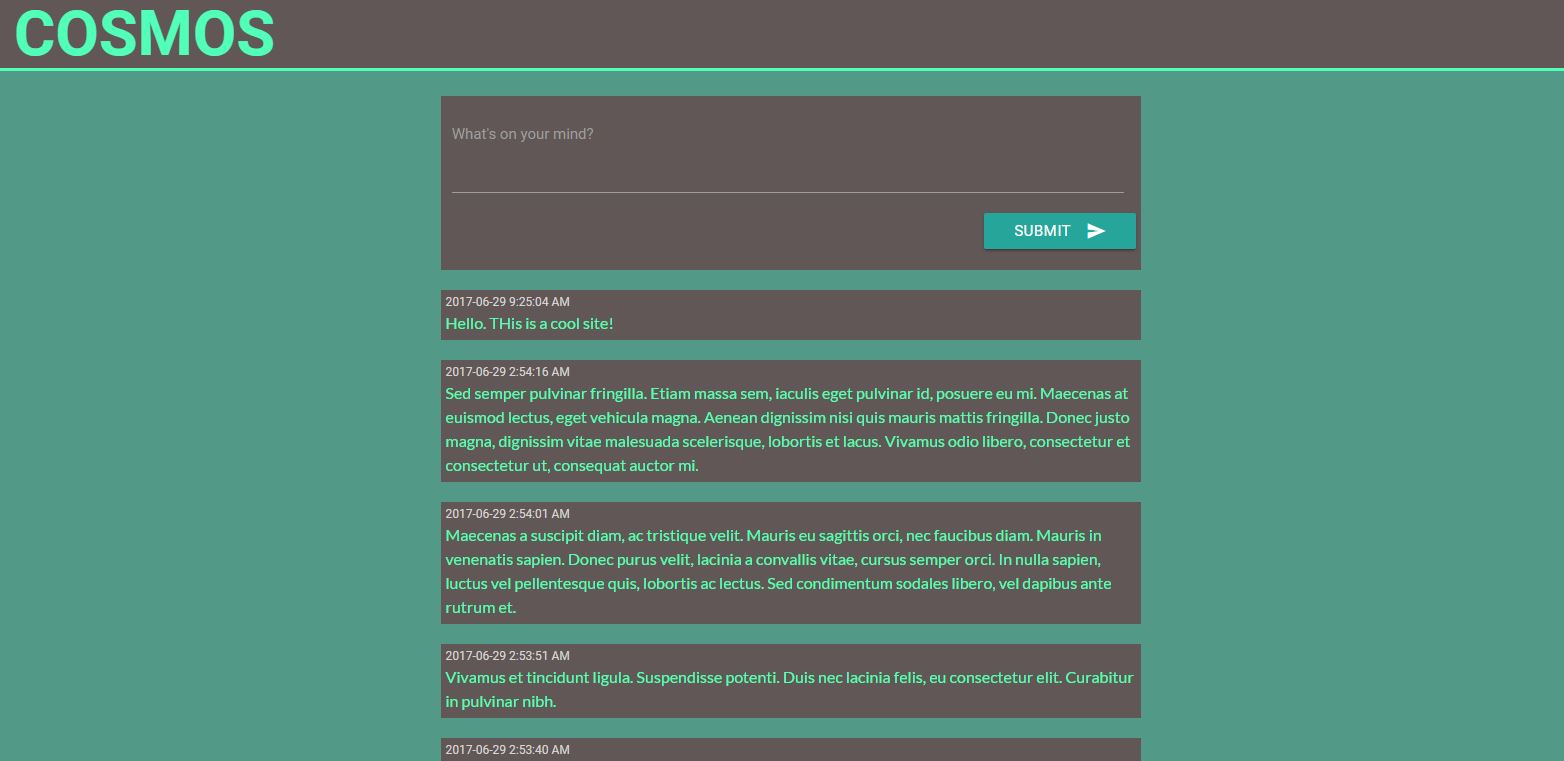 COSMOS
What's on your mind?
SUBMIT
2017-06-29 9:25:04 AM
Hello. THis is a cool site!
2017-06-29 2:54:16 AM
Sed semper pulvinar fringilla. Etiam massa sem, iaculis eget pulvinar id, posuere eu mi. Maecenas at
euismod lectus, eget vehicula magna. Aenean dignissim nisi quis mauris mattis fringilla. Donec justo
magna, dignissim vitae malesuada scelerisque, lobortis et lacus. Vivamus odio libero, consectetur et
consectetur ut, consequat auctor mi.
2017-06-29 2:54:01 AM
Maecenas a suscipit diam, ac tristique velit. Mauris eu sagittis orci, nec faucibus diam. Mauris in
venenatis sapien. Donec purus velit, lacinia a convallis vitae, cursus semper orci. In nulla sapien,
luctus vel pellentesque quis, lobortis ac lectus. Sed condimentum sodales libero, vel dapibus ante
rutrum et.
2017-06-29 2:53:51 AM
Vivamus et tincidunt ligula. Suspendisse potenti. Duis nec lacinia felis, eu consectetur elit. Curabitur
in pulvinar nibh.
2017-06-29 2:53:40 AM